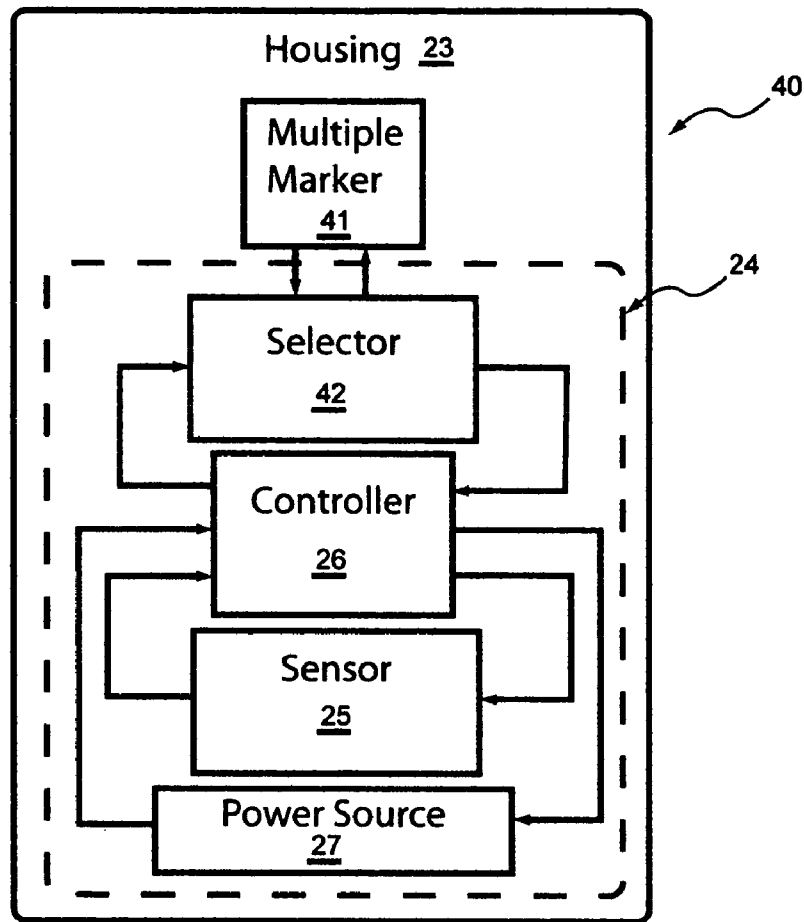 Housing 23
40
Multiple
Marker
41
24
Selector
42
Controller
26
Sensor
25
Power Source
27